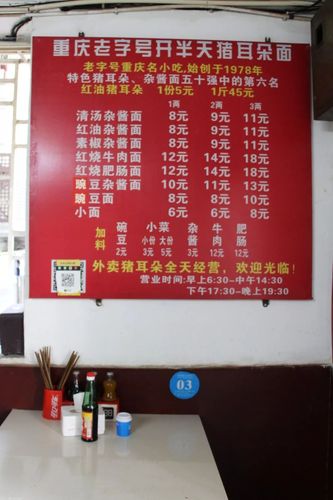 重庆老字号开半天猪耳朵面
老字号重庆名小吃,始创于1978年
特色猪耳朵、杂酱面五十强中的第六名
红油猪耳朵 1份5元 1斤45元
1两 2两 3两
清汤杂酱面 8元 9元 11元
红油杂酱面 8元 9元 11元
素椒杂酱面 8元 9元 11元
红烧牛肉面 12元 14元 18元
红烧肥肠面 12元 14元 18元
豌豆杂酱面 10元 11元 13元
豌豆面 8元 8元 10元
小面 6元 6元 8元
加料 碗豆 2元 小菜 小份 3元 大份 5元 杂酱 3元 牛肉 12元 肥肠 12元
外卖猪耳朵全天经营，欢迎光临!
营业时间:早上6:30-中午14:30
下午17:30-晚上19:30
03